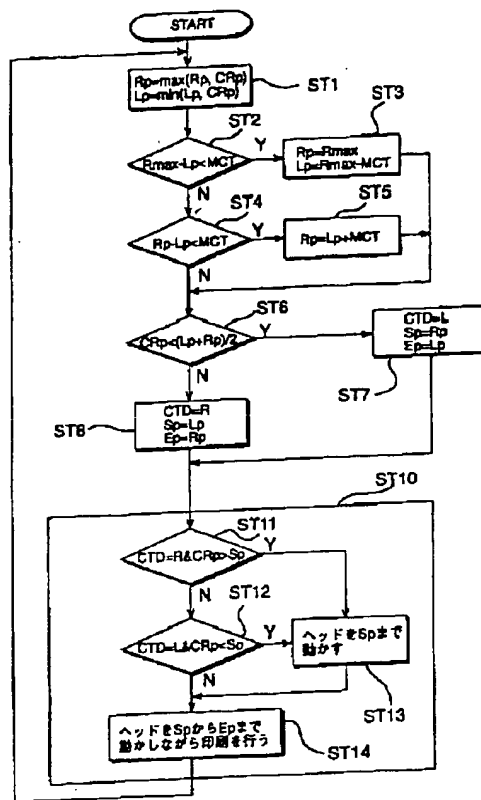 START
Rp=max(Rp, CRp)
Lp=min(Lp, CRp)
ST1
ST2
Rmax-Lp<MCT
Y
N
ST3
Rp=Rmax
Lp=Rmax-MCT
ST4
Rp-Lp<MCT
Y
N
ST5
Rp=Lp+MCT
ST6
CRp<(Lp+Rp)/2
Y
N
CTD=L
Sp=Rp
Ep=Lp
ST7
ST8
CTD=R
Sp=Lp
Ep=Rp
ST10
ST11
CTD=R&CRp>Sp
Y
N
ST12
CTD=L&CRp<Sp
Y
N
ヘッドをSpまで
動かす
ST13
ヘッドをSpからEpまで
動かしながら印刷を行う
ST14